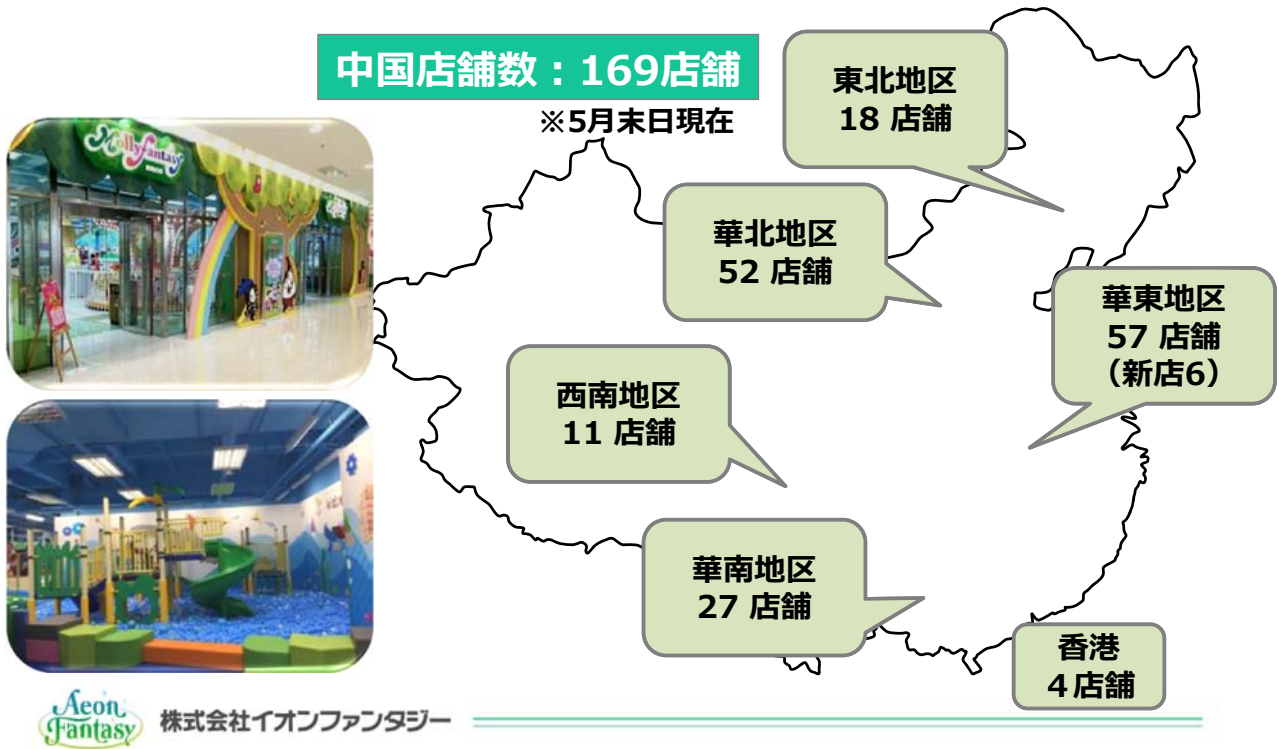 中国店舗数：169店舗
※5月末日現在
東北地区
18 店舗
華北地区
52 店舗
華東地区
57 店舗
（新店6）
西南地区
11 店舗
華南地区
27 店舗
香港
４店舗
Mollyfantasy
Aeon
Fantasy
株式会社イオンファンタジー